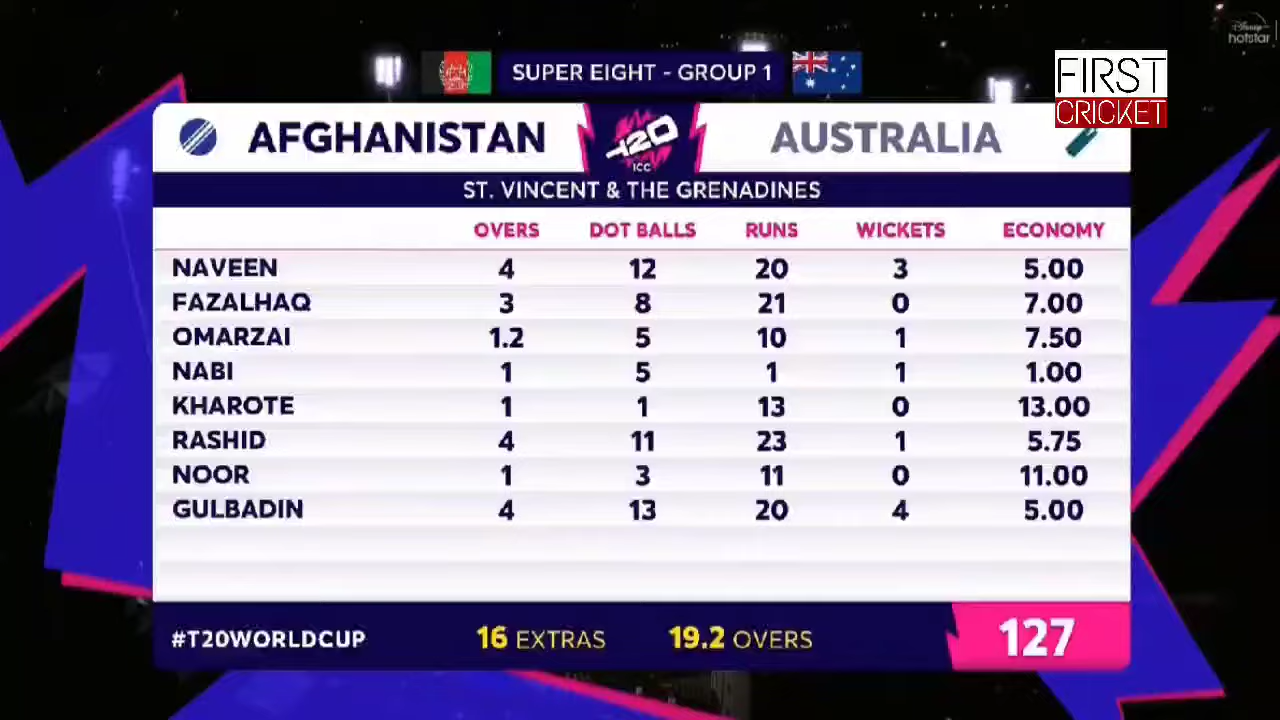 Disney+
hotstar
SUPER EIGHT - GROUP 1
FIRST
CRICKET
AFGHANISTAN
T20
ICC
AUSTRALIA
ST. VINCENT & THE GRENADINES
OVERS DOT BALLS RUNS WICKETS ECONOMY
NAVEEN 4 12 20 3 5.00
FAZALHAQ 3 8 21 0 7.00
OMARZAI 1.2 5 10 1 7.50
NABI 1 5 1 1 1.00
KHAROTE 1 1 13 0 13.00
RASHID 4 11 23 1 5.75
NOOR 1 3 11 0 11.00
GULBADIN 4 13 20 4 5.00
#T20WORLDCUP 16 EXTRAS 19.2 OVERS 127